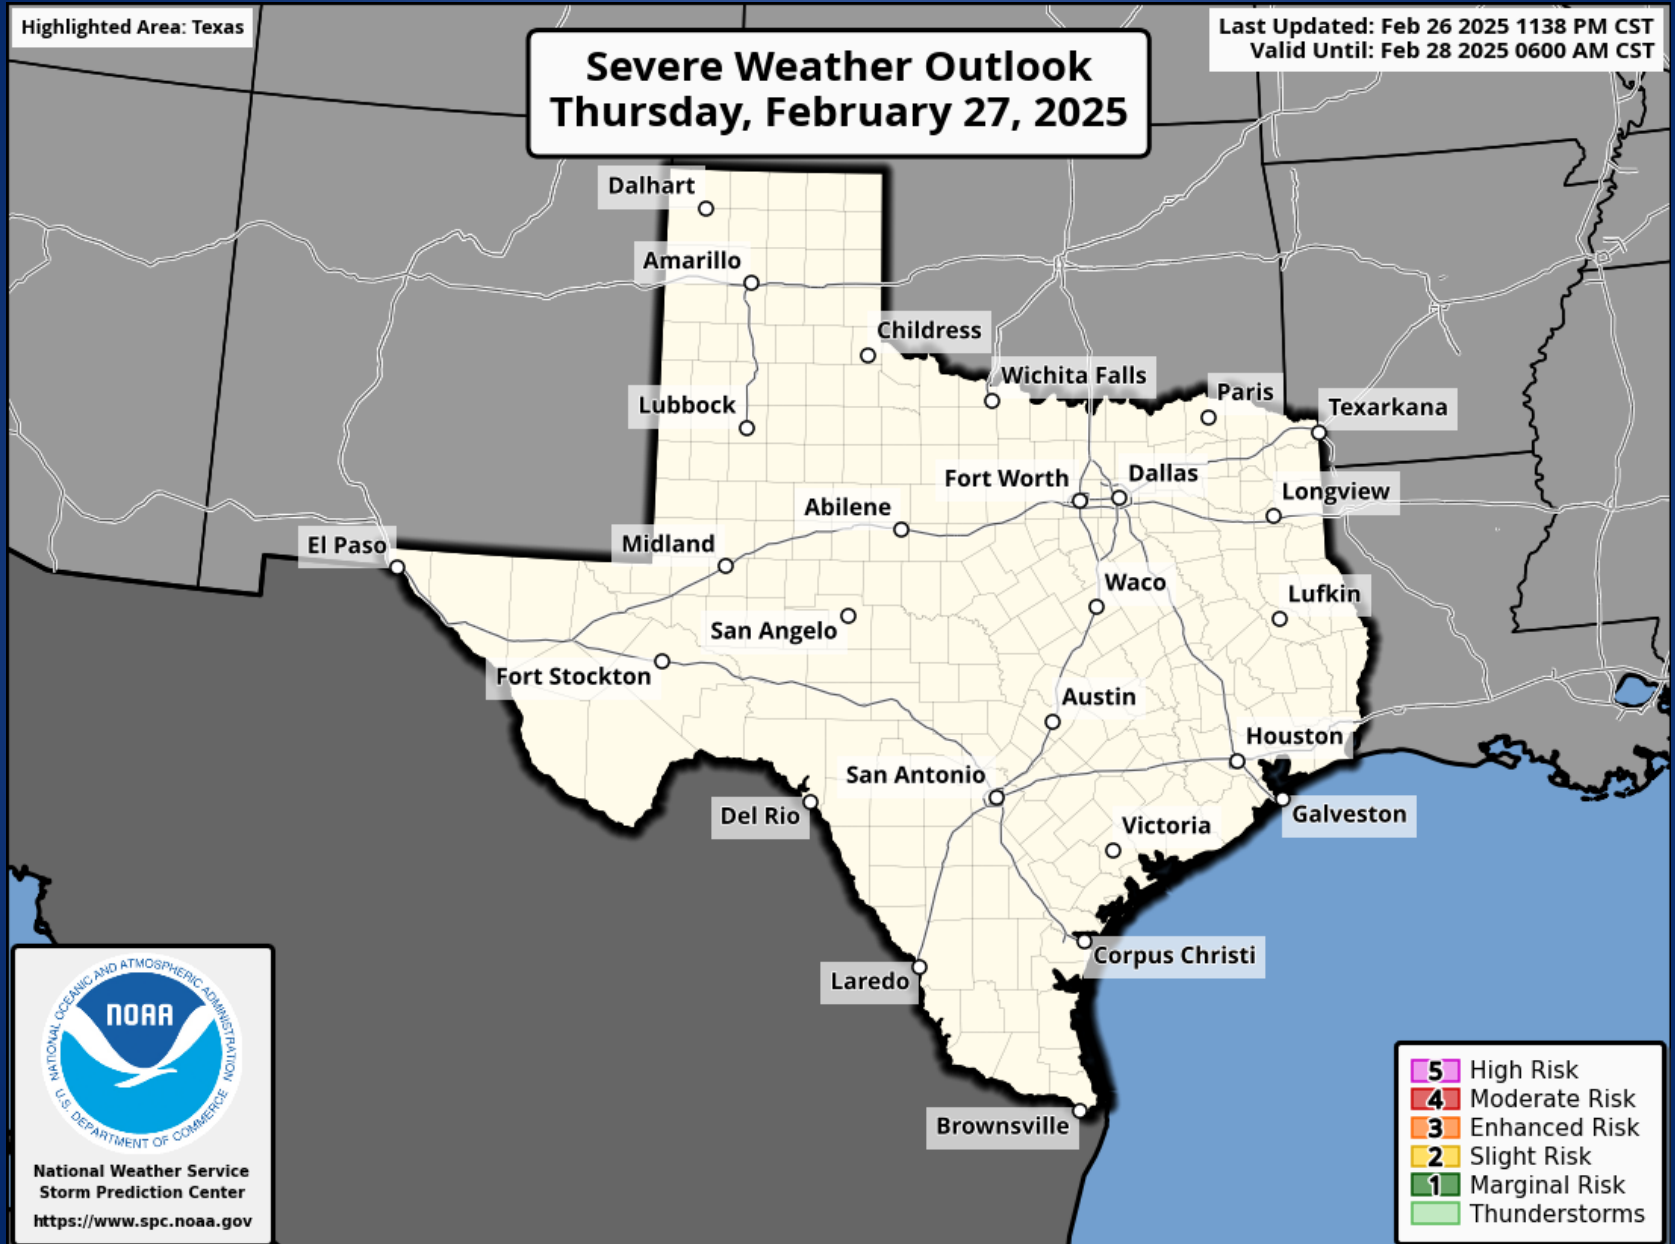 Highlighted Area: Texas
Last Updated: Feb 26 2025 1138 PM CST
Valid Until: Feb 28 2025 0600 AM CST
Severe Weather Outlook
Thursday, February 27, 2025
Dalhart
Amarillo
Childress
Wichita Falls
Paris
Texarkana
Lubbock
Fort Worth
Dallas
Longview
Abilene
El Paso
Midland
Waco
Lufkin
San Angelo
Fort Stockton
Austin
Houston
San Antonio
Del Rio
Galveston
Victoria
Corpus Christi
Laredo
Brownsville
NATIONAL OCEANIC AND ATMOSPHERIC ADMINISTRATION
NOAA
U.S. DEPARTMENT OF COMMERCE
National Weather Service
Storm Prediction Center
https://www.spc.noaa.gov
5 High Risk
4 Moderate Risk
3 Enhanced Risk
2 Slight Risk
1 Marginal Risk
Thunderstorms